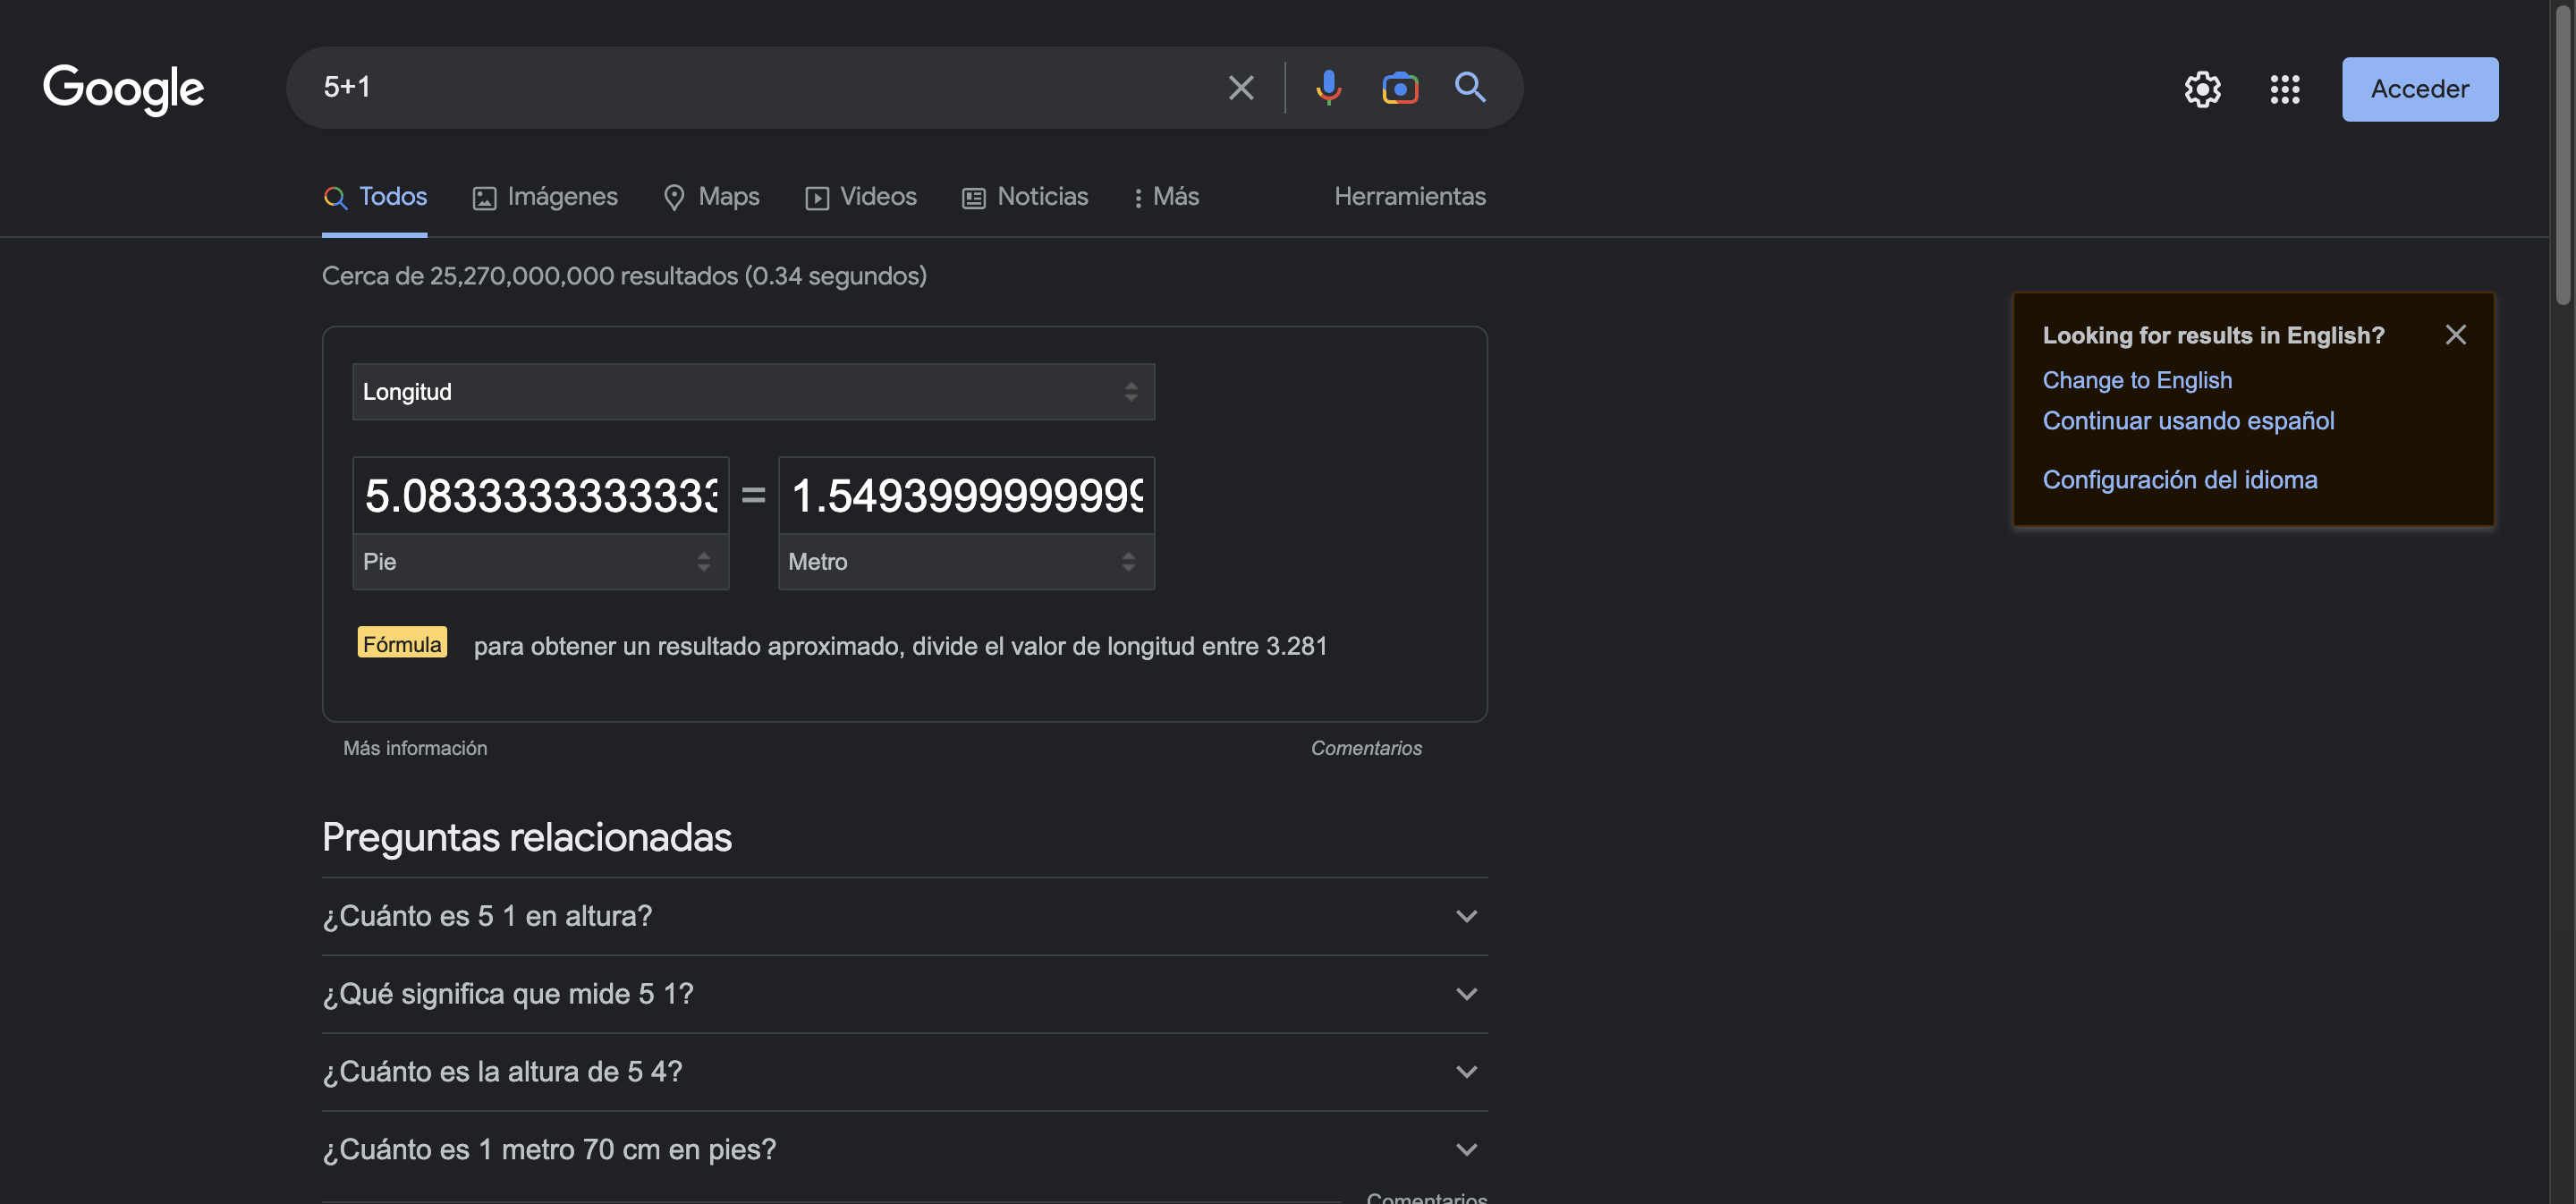 Google
5+1
Acceder
Todos Imágenes Maps Videos Noticias Más Herramientas
Cerca de 25,270,000,000 resultados (0.34 segundos)
Looking for results in English?
Change to English
Continuar usando español
Configuración del idioma
Longitud
5.0833333333333 = 1.5493999999999
Pie Metro
Fórmula para obtener un resultado aproximado, divide el valor de longitud entre 3.281
Más información Comentarios
Preguntas relacionadas
¿Cuánto es 5 1 en altura?
¿Qué significa que mide 5 1?
¿Cuánto es la altura de 5 4?
¿Cuánto es 1 metro 70 cm en pies?
Comentarios